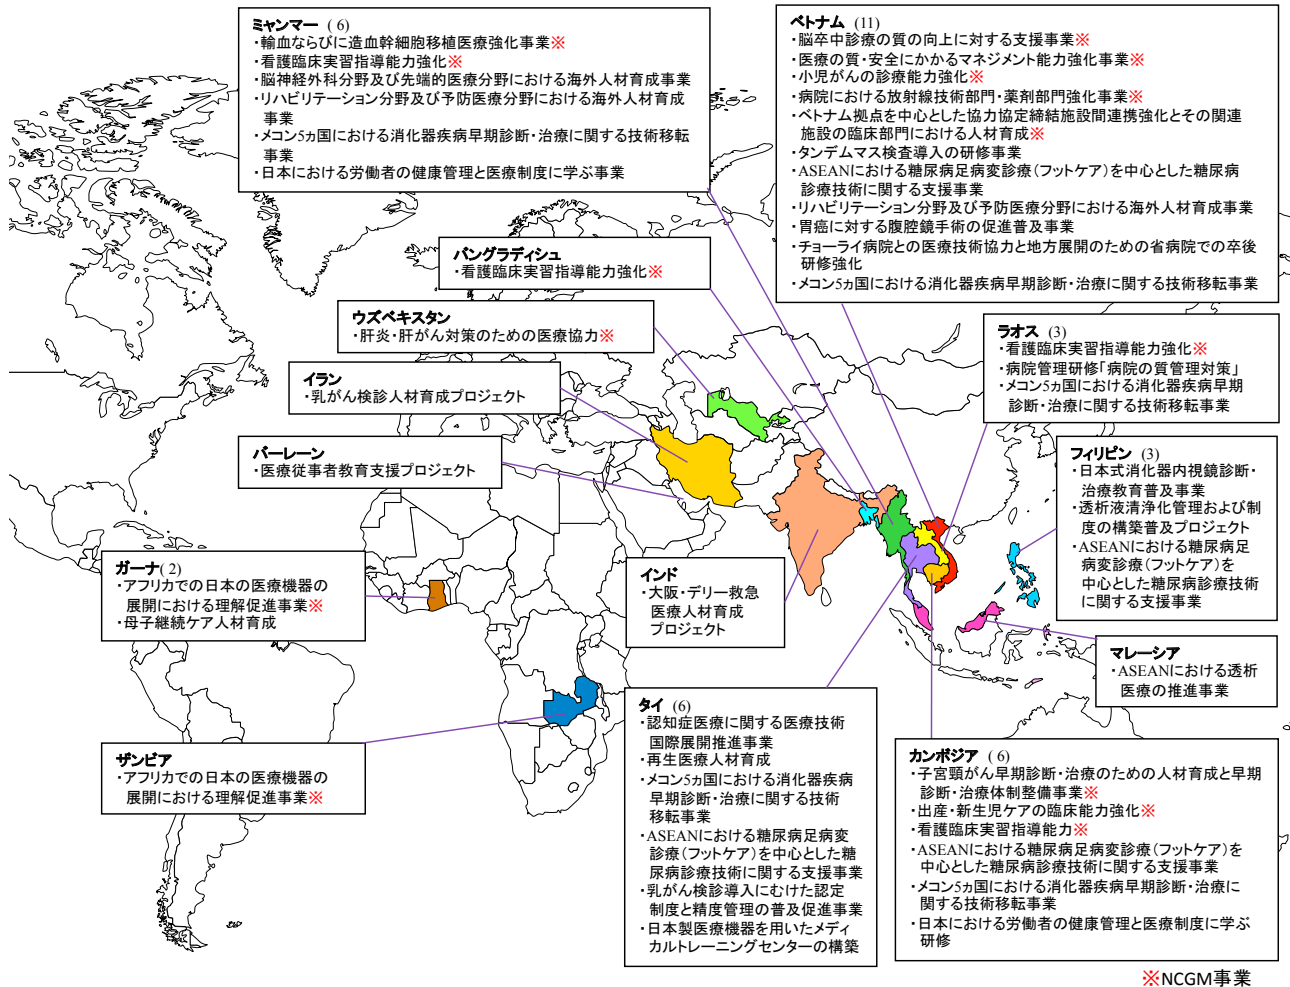 ミャンマー (6)
・輸血ならびに造血幹細胞移植医療強化事業※
・看護臨床実習指導能力強化※
・脳神経外科分野及び先端的医療分野における海外人材育成事業
・リハビリテーション分野及び予防医療分野における海外人材育成
事業
・メコン5ヵ国における消化器疾病早期診断・治療に関する技術移転
事業
・日本における労働者の健康管理と医療制度に学ぶ事業
ベトナム (11)
・脳卒中診療の質の向上に対する支援事業※
・医療の質・安全にかかるマネジメント能力強化事業※
・小児がんの診療能力強化※
・病院における放射線技術部門・薬剤部門強化事業※
・ベトナム拠点を中心とした協力協定締結施設間連携強化とその関連
施設の臨床部門における人材育成※
・タンデムマス検査導入の研修事業
・ASEANにおける糖尿病足病変診療(フットケア)を中心とした糖尿病
診療技術に関する支援事業
・リハビリテーション分野及び予防医療分野における海外人材育成事業
・胃癌に対する腹腔鏡手術の促進普及事業
・チョーライ病院との医療技術協力と地方展開のための省病院での卒後
研修強化
・メコン5ヵ国における消化器疾病早期診断・治療に関する技術移転事業
バングラディシュ
・看護臨床実習指導能力強化※
ウズベキスタン
・肝炎・肝がん対策のための医療協力※
イラン
・乳がん検診人材育成プロジェクト
バーレーン
・医療従事者教育支援プロジェクト
ラオス (3)
・看護臨床実習指導能力強化※
・病院管理研修「病院の質管理対策」
・メコン5ヵ国における消化器疾病早期
診断・治療に関する技術移転事業
フィリピン (3)
・日本式消化器内視鏡診断・
治療教育普及事業
・透析液清浄化管理および制
度の構築普及プロジェクト
・ASEANにおける糖尿病足
病変診療(フットケア)を
中心とした糖尿病診療技術
に関する支援事業
ガーナ (2)
・アフリカでの日本の医療機器の
展開における理解促進事業※
・母子継続ケア人材育成
インド
・大阪・デリー救急
医療人材育成
プロジェクト
マレーシア
・ASEANにおける透析
医療の推進事業
ザンビア
・アフリカでの日本の医療機器の
展開における理解促進事業※
タイ (6)
・認知症医療に関する医療技術
国際展開推進事業
・再生医療人材育成
・メコン5ヵ国における消化器疾病
早期診断・治療に関する技術
移転事業
・ASEANにおける糖尿病足病変
診療(フットケア)を中心とした糖
尿病診療技術に関する支援事業
・乳がん検診導入にむけた認定
制度と精度管理の普及促進事業
・日本製医療機器を用いたメディ
カルトレーニングセンターの構築
カンボジア (6)
・子宮頸がん早期診断・治療のための人材育成と早期
診断・治療体制整備事業※
・出産・新生児ケアの臨床能力強化※
・看護臨床実習指導能力※
・ASEANにおける糖尿病足病変診療(フットケア)を
中心とした糖尿病診療技術に関する支援事業
・メコン5ヵ国における消化器疾病早期診断・治療に
関する技術移転事業
・日本における労働者の健康管理と医療制度に学ぶ
研修
※NCGM事業